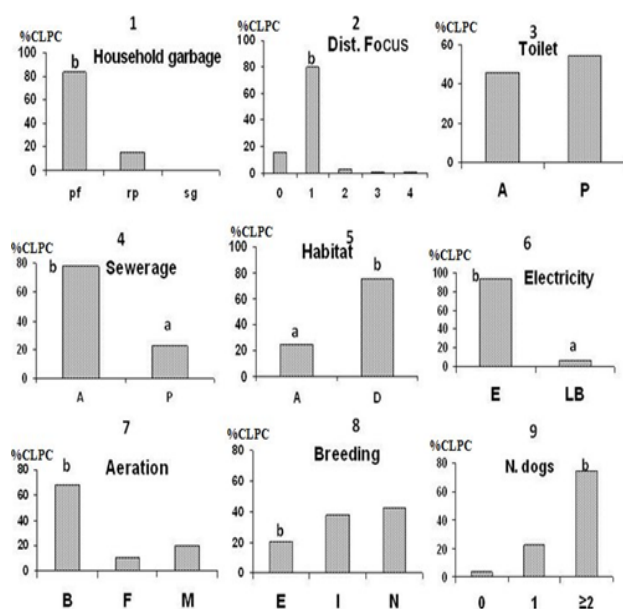 1
%CLPC
Household garbage
100
80
60
40
20
0
b
pf rp sg
2
%CLPC
Dist. FOCUS
100
80
60
40
20
0
b
0 1 2 3 4
3
%CLPC
Toilet
60
40
20
0
A P
4
%CLPC
Sewerage
80
60
40
20
0
b
a
A P
5
%CLPC
Habitat
100
80
60
40
20
0
a
b
A D
6
%CLPC
Electricity
100
80
60
40
20
0
b
a
E LB
7
%CLPC
Aeration
80
60
40
20
0
b
B F M
8
%CLPC
Breeding
80
60
40
20
0
b
E I N
9
%CLPC
N. dogs
80
60
40
20
0
b
0 1 ≥2